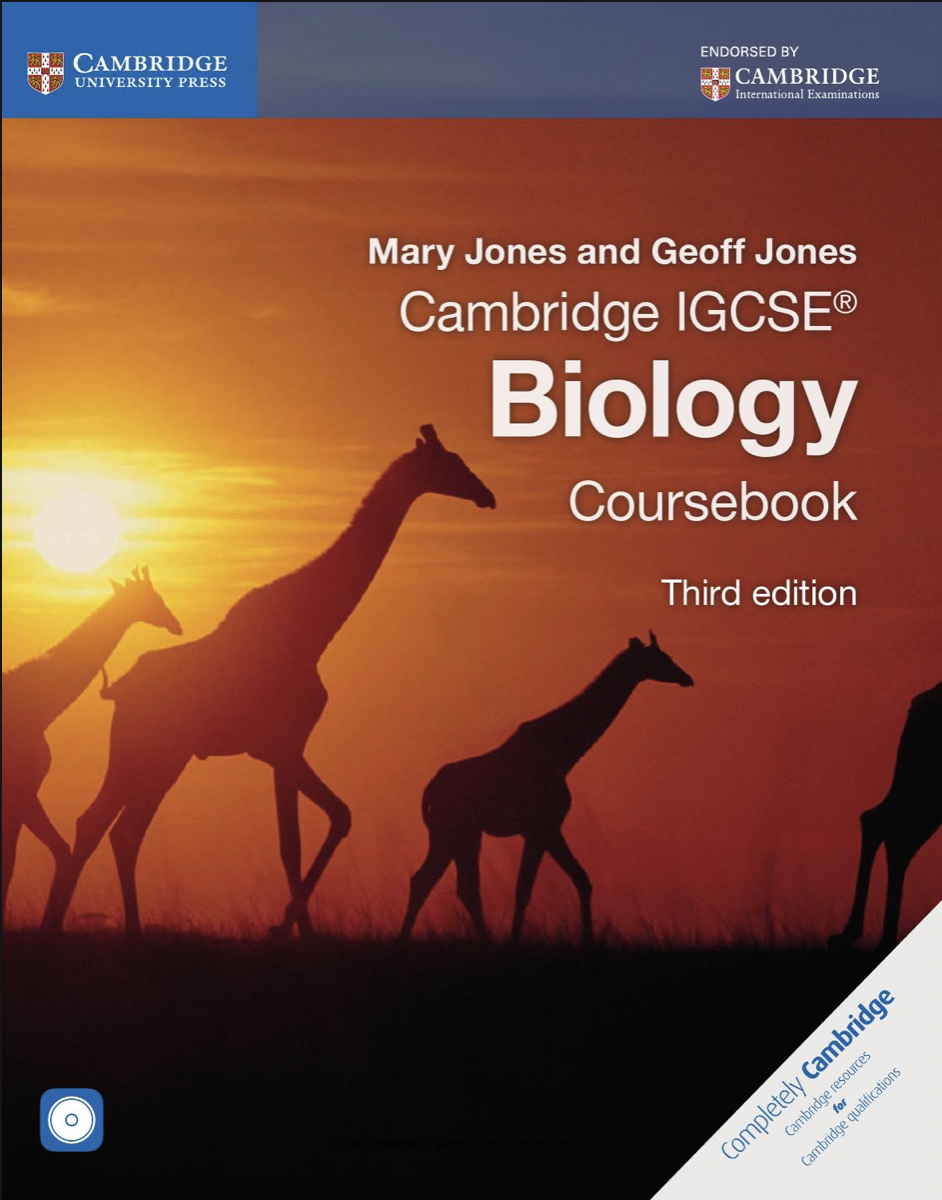 CAMBRIDGE
UNIVERSITY PRESS
ENDORSED BY
CAMBRIDGE
International Examinations
Mary Jones and Geoff Jones
Cambridge IGCSE®
Biology
Coursebook
Third edition
Completely Cambridge
Cambridge resources
for
Cambridge qualifications